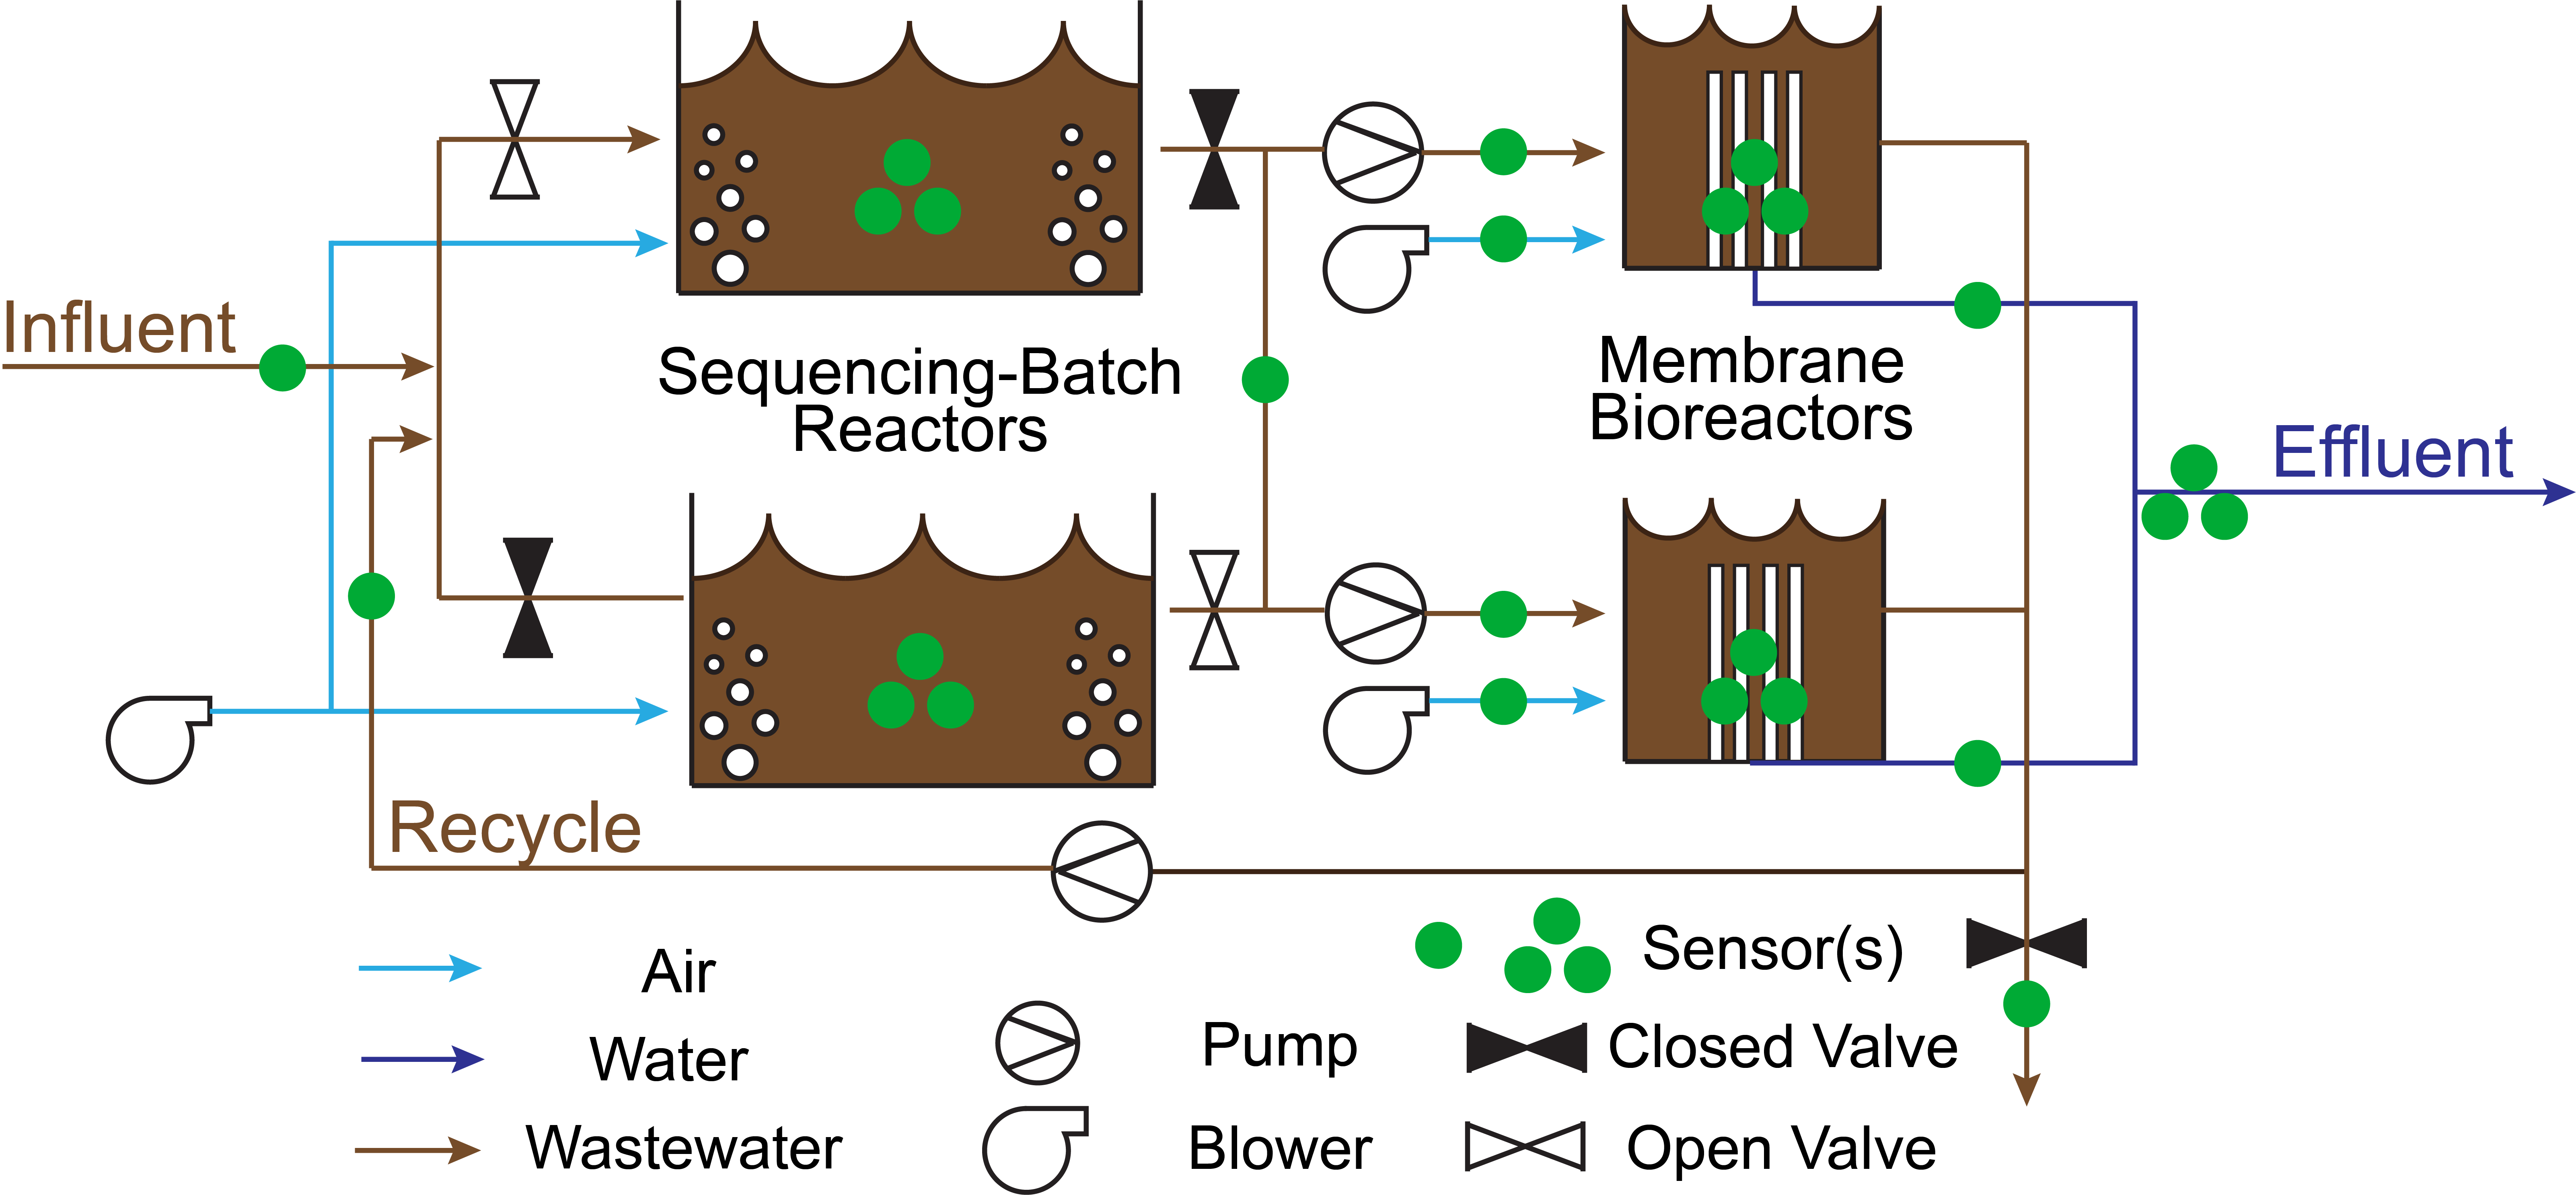 Influent
Sequencing-Batch
Reactors
Membrane
Bioreactors
Effluent
Recycle
Air
Sensor(s)
Water
Pump
Closed Valve
Wastewater
Blower
Open Valve